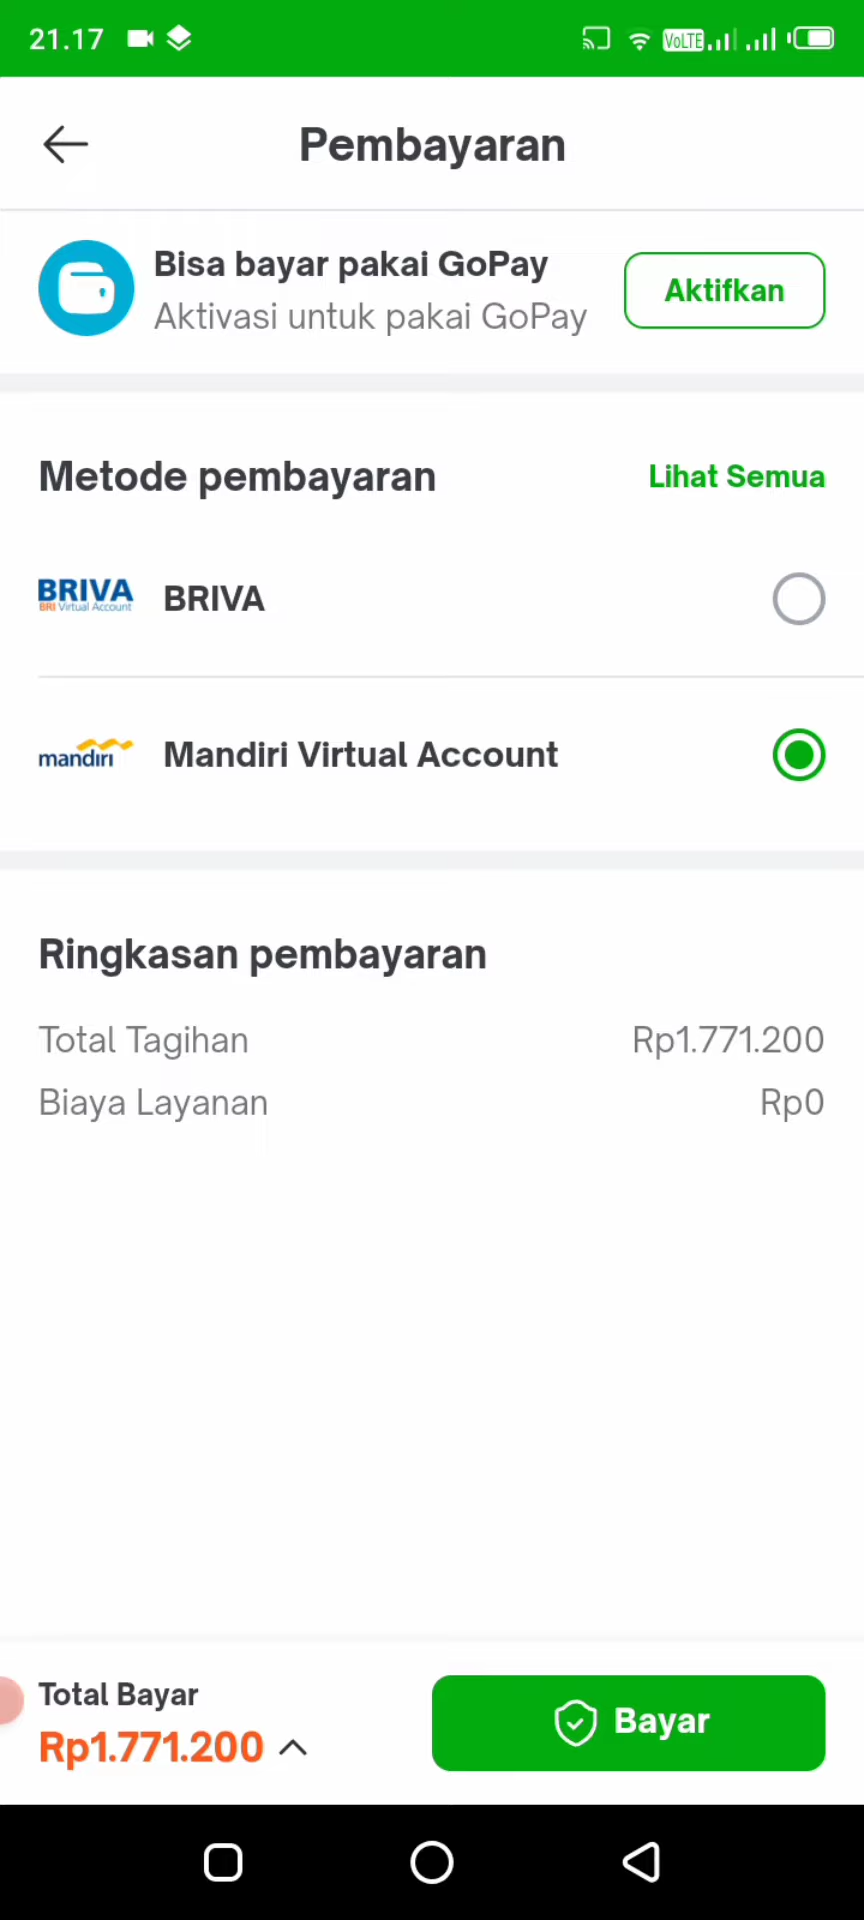 21.17
VoLTE
Pembayaran
Bisa bayar pakai GoPay
Aktivasi untuk pakai GoPay
Aktifkan
Metode pembayaran
Lihat Semua
BRIVA
BRI Virtual Account
BRIVA
mandiri
Mandiri Virtual Account
Ringkasan pembayaran
Total Tagihan
Rp1.771.200
Biaya Layanan
Rp0
Total Bayar
Rp1.771.200
Bayar